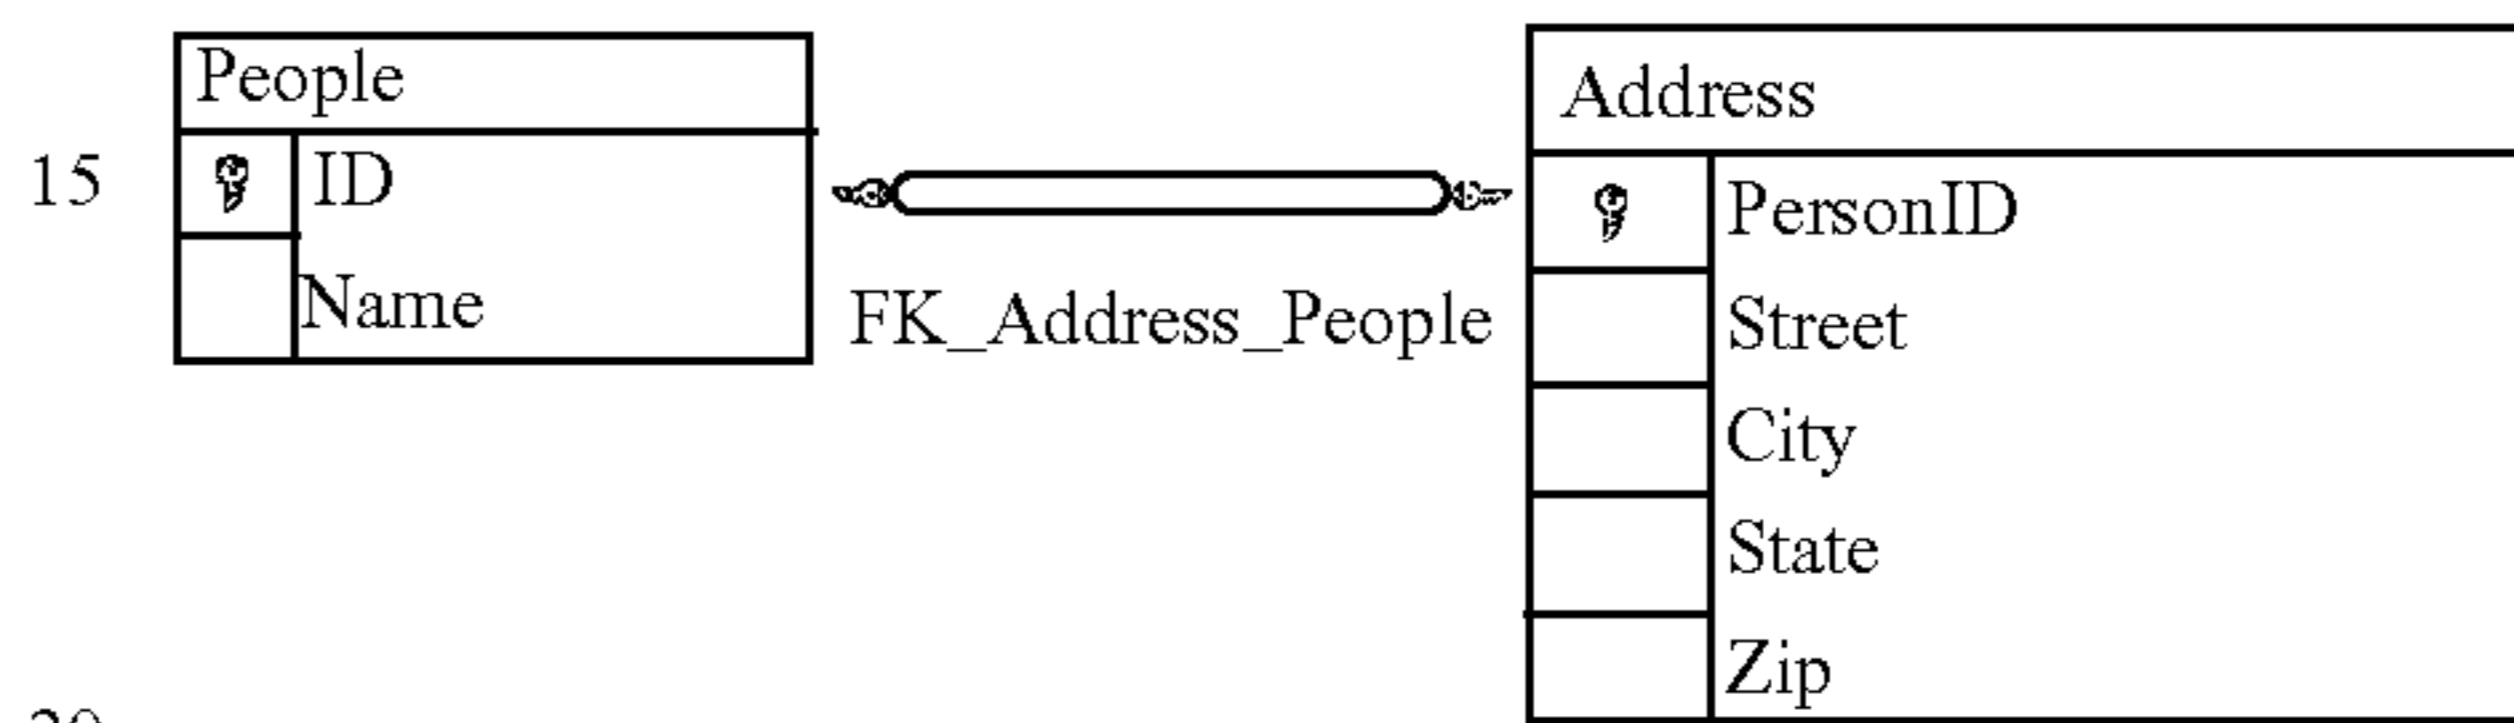 People
Address
15
ID
PersonID
Name
FK_Address_People
Street
City
State
Zip